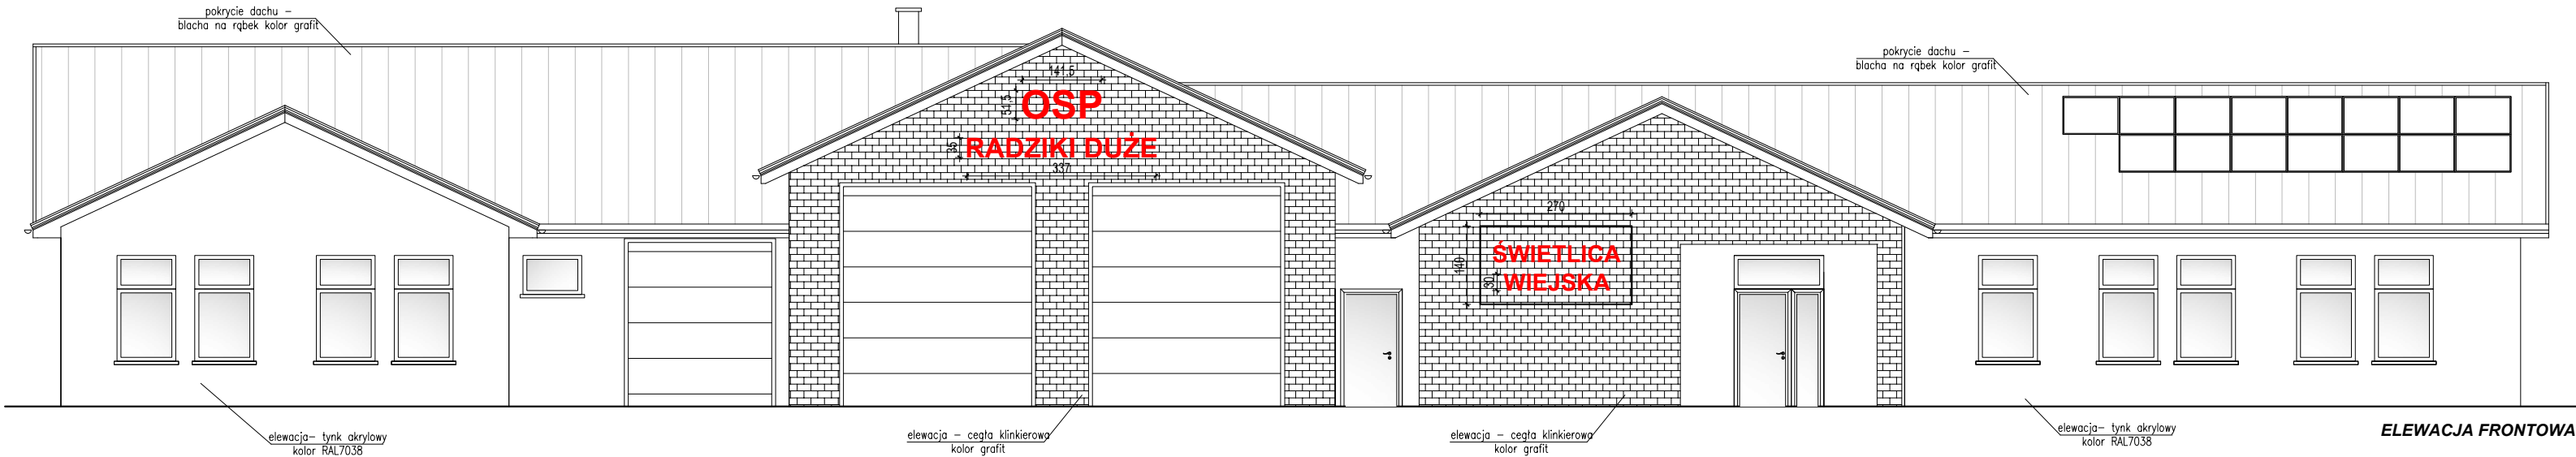 pokrycie dachu –
blacha na rąbek kolor grafit
pokrycie dachu –
blacha na rąbek kolor grafit
141,5
51,5
OSP
35
RADZIKI DUŻE
337
270
140
30
ŚWIETLICA
WIEJSKA
elewacja– tynk akrylowy
kolor RAL7038
elewacja – cegła klinkierowa
kolor grafit
elewacja – cegła klinkierowa
kolor grafit
elewacja– tynk akrylowy
kolor RAL7038
ELEWACJA FRONTOWA